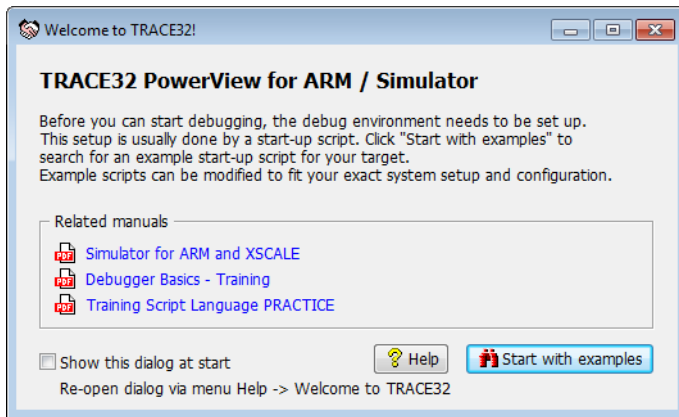 Welcome to TRACE32!
TRACE32 PowerView for ARM / Simulator
Before you can start debugging, the debug environment needs to be set up.
This setup is usually done by a start-up script. Click "Start with examples" to
search for an example start-up script for your target.
Example scripts can be modified to fit your exact system setup and configuration.
Related manuals
PDF Simulator for ARM and XSCALE
PDF Debugger Basics - Training
PDF Training Script Language PRACTICE
Show this dialog at start
? Help
Start with examples
Re-open dialog via menu Help -> Welcome to TRACE32